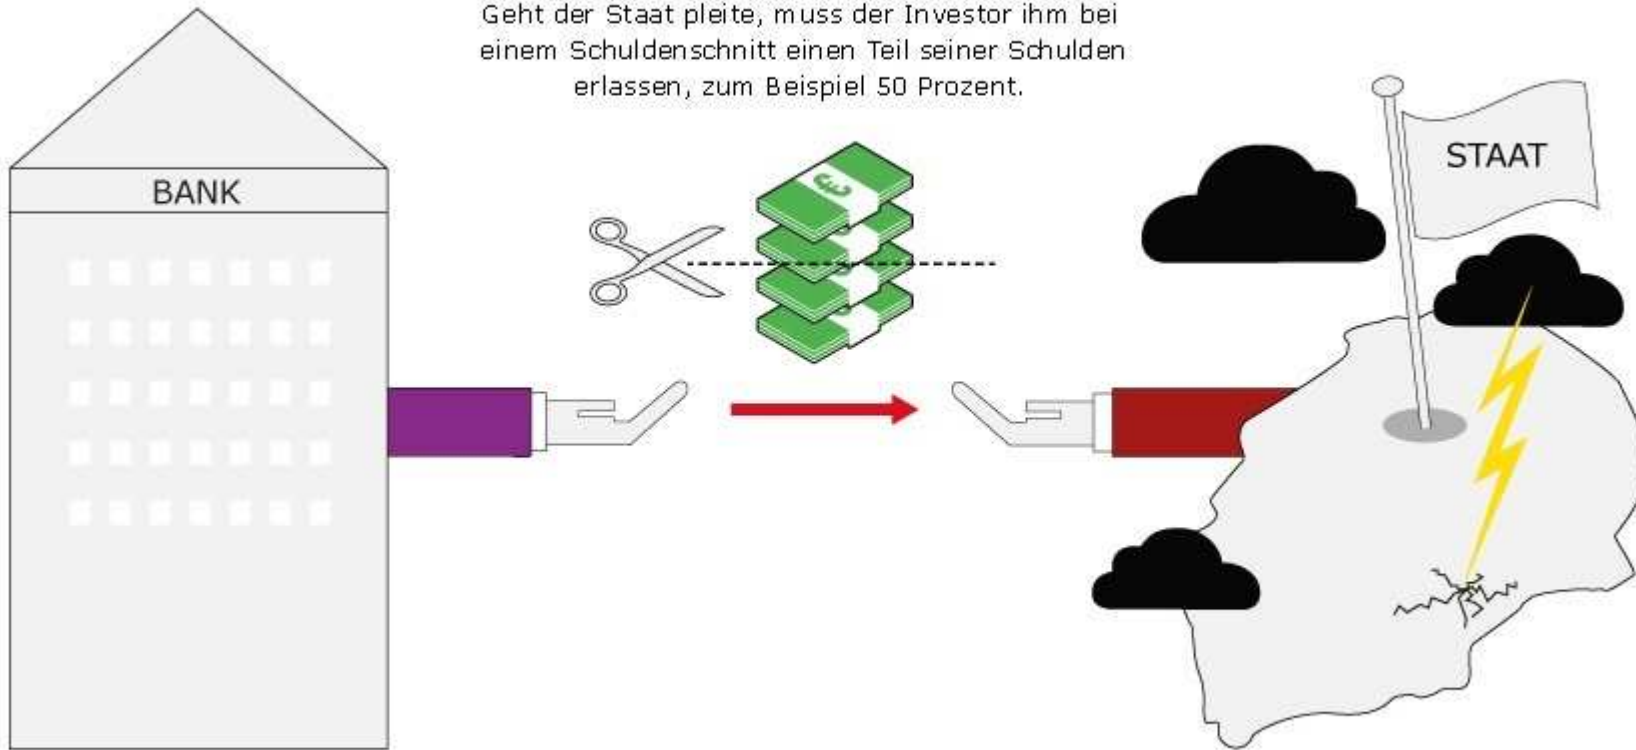 Geht der Staat pleite, muss der Investor ihm bei
einem Schuldenschnitt einen Teil seiner Schulden
erlassen, zum Beispiel 50 Prozent.
STAAT
BANK
€